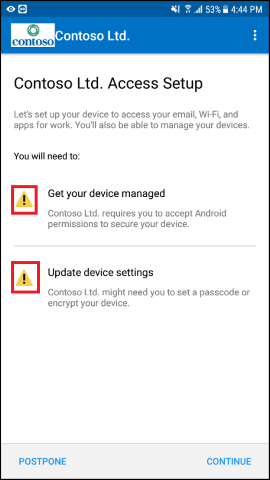 53% 4:44 PM
contoso
Contoso Ltd.
Contoso Ltd. Access Setup
Let's set up your device to access your email, Wi-Fi, and
apps for work. You'll also be able to manage your devices.
You will need to:
Get your device managed
Contoso Ltd. requires you to accept Android
permissions to secure your device.
Update device settings
Contoso Ltd. might need you to set a passcode or
encrypt your device.
POSTPONE
CONTINUE